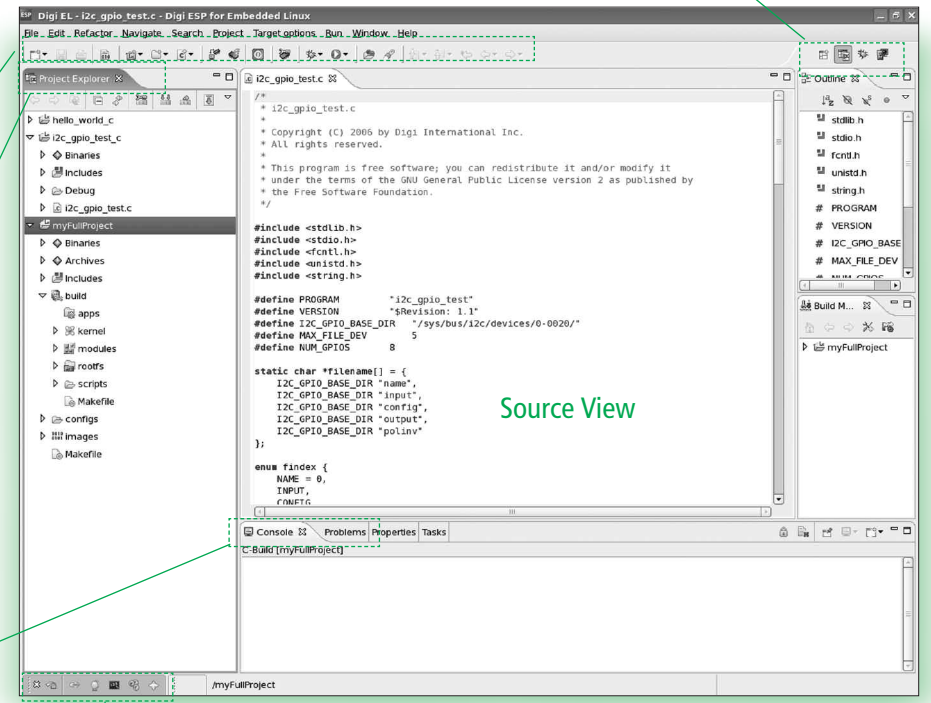 Digi EL - i2c_gpio_test.c - Digi ESP for Embedded Linux
File Edit Refactor Navigate Search Project Target options Run Window Help
Project Explorer
hello_world_c
i2c_gpio_test_c
Binaries
Includes
Debug
i2c_gpio_test.c
myFullProject
Binaries
Archives
Includes
build
apps
kernel
modules
rootfs
scripts
Makefile
configs
images
Makefile
i2c_gpio_test.c
/*
* i2c_gpio_test.c
*
* Copyright (C) 2006 by Digi International Inc.
* All rights reserved.
*
* This program is free software; you can redistribute it and/or modify it
* under the terms of the GNU General Public License version 2 as published by
* the Free Software Foundation.
*/
#include <stdlib.h>
#include <stdio.h>
#include <fcntl.h>
#include <unistd.h>
#include <string.h>
#define PROGRAM "i2c_gpio_test"
#define VERSION "$Revision: 1.1"
#define I2C_GPIO_BASE_DIR "/sys/bus/i2c/devices/0-0020/"
#define MAX_FILE_DEV 5
#define NUM_GPIOS 8
static char *filename[] = {
I2C_GPIO_BASE_DIR "name",
I2C_GPIO_BASE_DIR "input",
I2C_GPIO_BASE_DIR "config",
I2C_GPIO_BASE_DIR "output",
I2C_GPIO_BASE_DIR "polinv"
};
enum findex {
NAME = 0,
INPUT,
CONFIG
Source View
Outline
stdlib.h
stdio.h
fcntl.h
unistd.h
string.h
# PROGRAM
# VERSION
# I2C_GPIO_BASE
# MAX_FILE_DEV
# NUM_GPIOS
Build M...
myFullProject
Console Problems Properties Tasks
C-Build [myFullProject]
/myFullProject